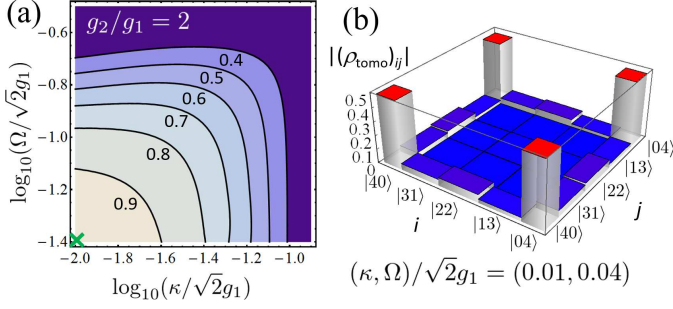 (a)
g₂/g₁ = 2
log₁₀(Ω/√2g₁)
-0.6
-0.8
-1.0
-1.2
-1.4
0.4
0.5
0.6
0.7
0.8
0.9
-2.0 -1.8 -1.6 -1.4 -1.2 -1.0
log₁₀(κ/√2g₁)
(b)
|(ρtomo)ij|
0.5
0.4
0.3
0.2
0.1
0
|40⟩
|31⟩
|22⟩
|13⟩
|04⟩
i
|40⟩
|31⟩
|22⟩
|13⟩
|04⟩
j
(κ, Ω)/√2g₁ = (0.01, 0.04)